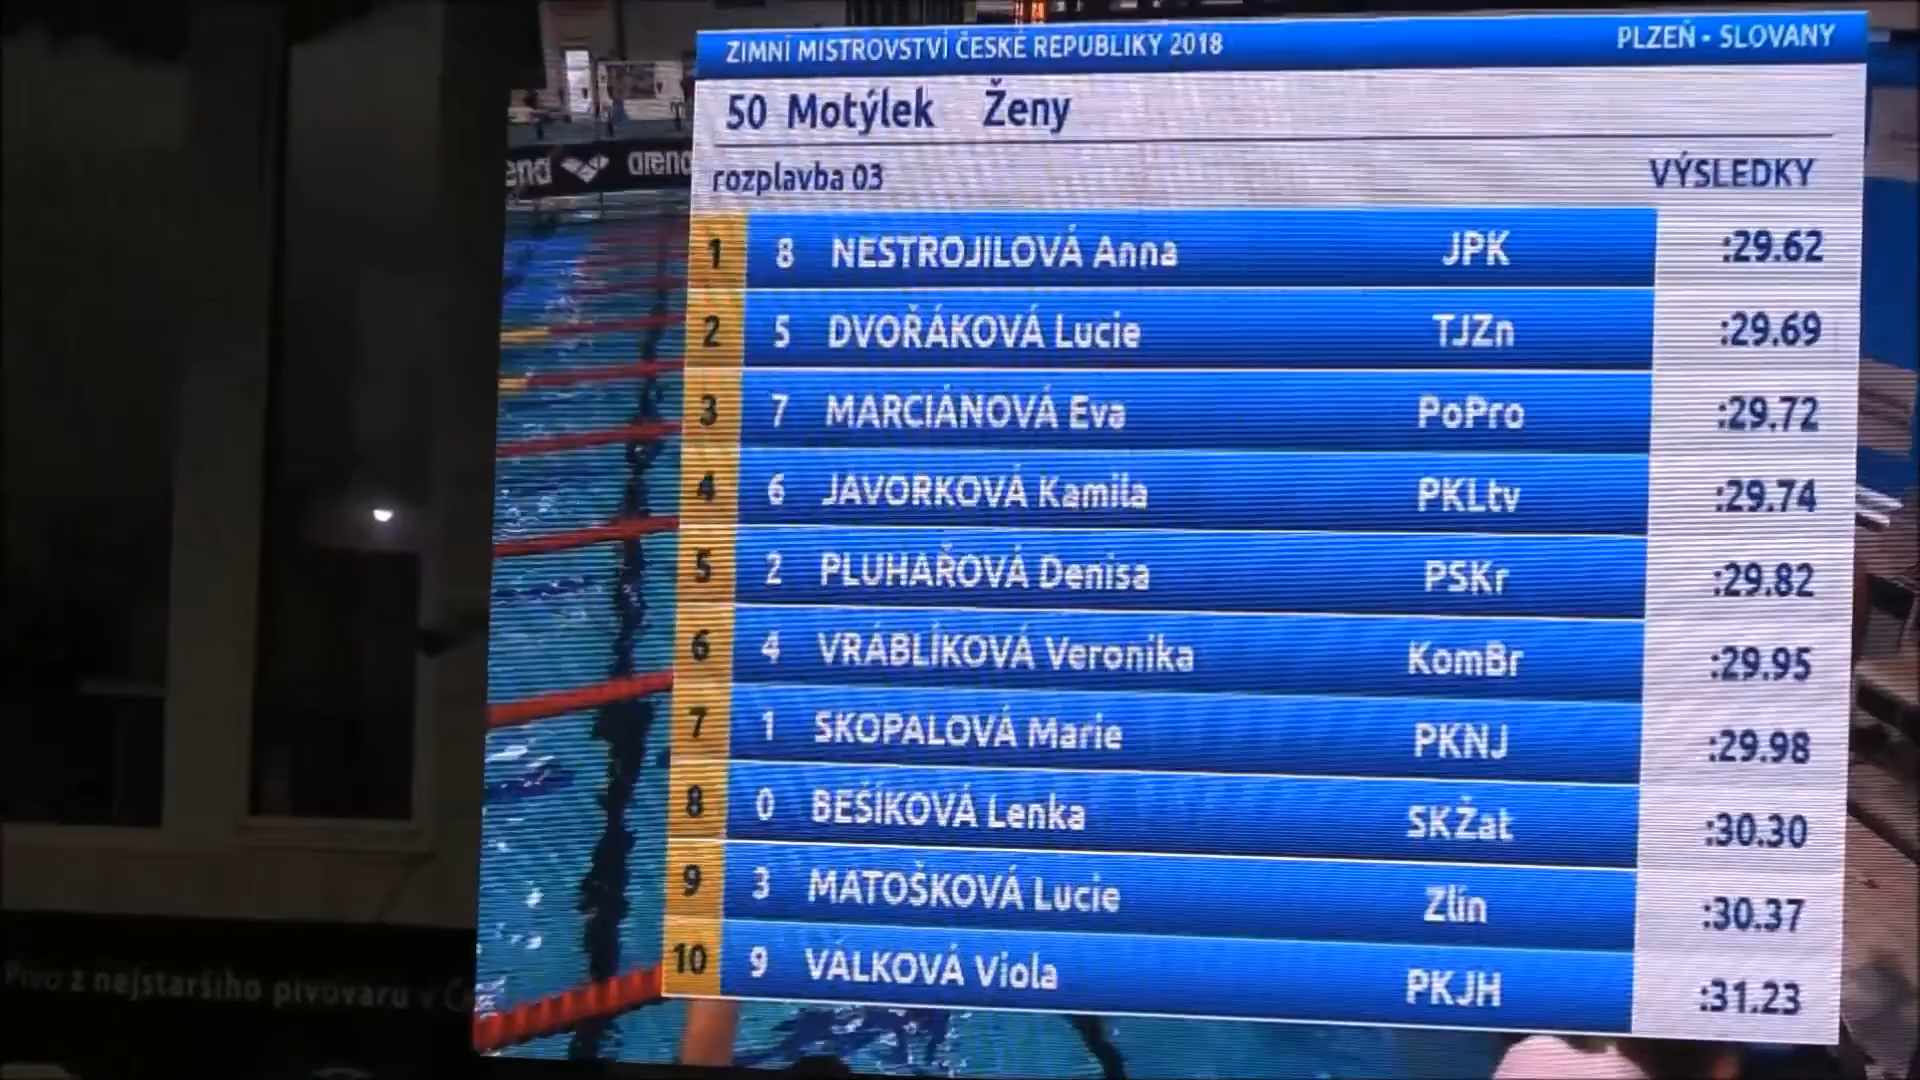 ZIMNÍ MISTROVSTVÍ ČESKÉ REPUBLIKY 2018 PLZEŇ • SLOVANY
50 Motýlek Ženy
arena
rozplavba 03 VÝSLEDKY
1 8 NESTROJILOVÁ Anna JPK :29.62
2 5 DVOŘÁKOVÁ Lucie TJZn :29.69
3 7 MARCIÁNOVÁ Eva PoPro :29.72
4 6 JAVORKOVÁ Kamila PKLtv :29.74
5 2 PLUHAŘOVÁ Denisa PSKr :29.82
6 4 VRÁBLÍKOVÁ Veronika KomBr :29.95
7 1 SKOPALOVÁ Marie PKNJ :29.98
8 0 BEŠÍKOVÁ Lenka SKŽat :30.30
9 3 MATOŠKOVÁ Lucie Zlín :30.37
10 9 VÁLKOVÁ Viola PKJH :31.23
Pivo z nejstaršího pivovaru v